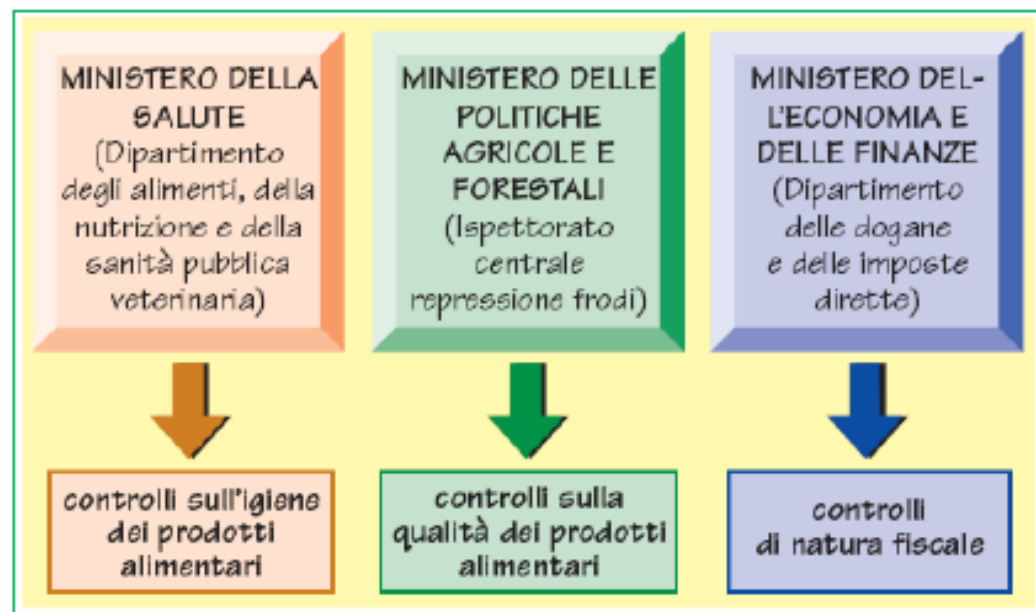 MINISTERO DELLA
SALUTE
(Dipartimento
degli alimenti, della
nutrizione e della
sanità pubblica
veterinaria)
MINISTERO DELLE
POLITICHE
AGRICOLE E
FORESTALI
(Ispettorato
centrale
repressione frodi)
MINISTERO DEL-
L'ECONOMIA E
DELLE FINANZE
(Dipartimento
delle dogane
e delle imposte
dirette)
controlli sull'igiene
dei prodotti
alimentari
controlli sulla
qualità dei prodotti
alimentari
controlli
di natura fiscale